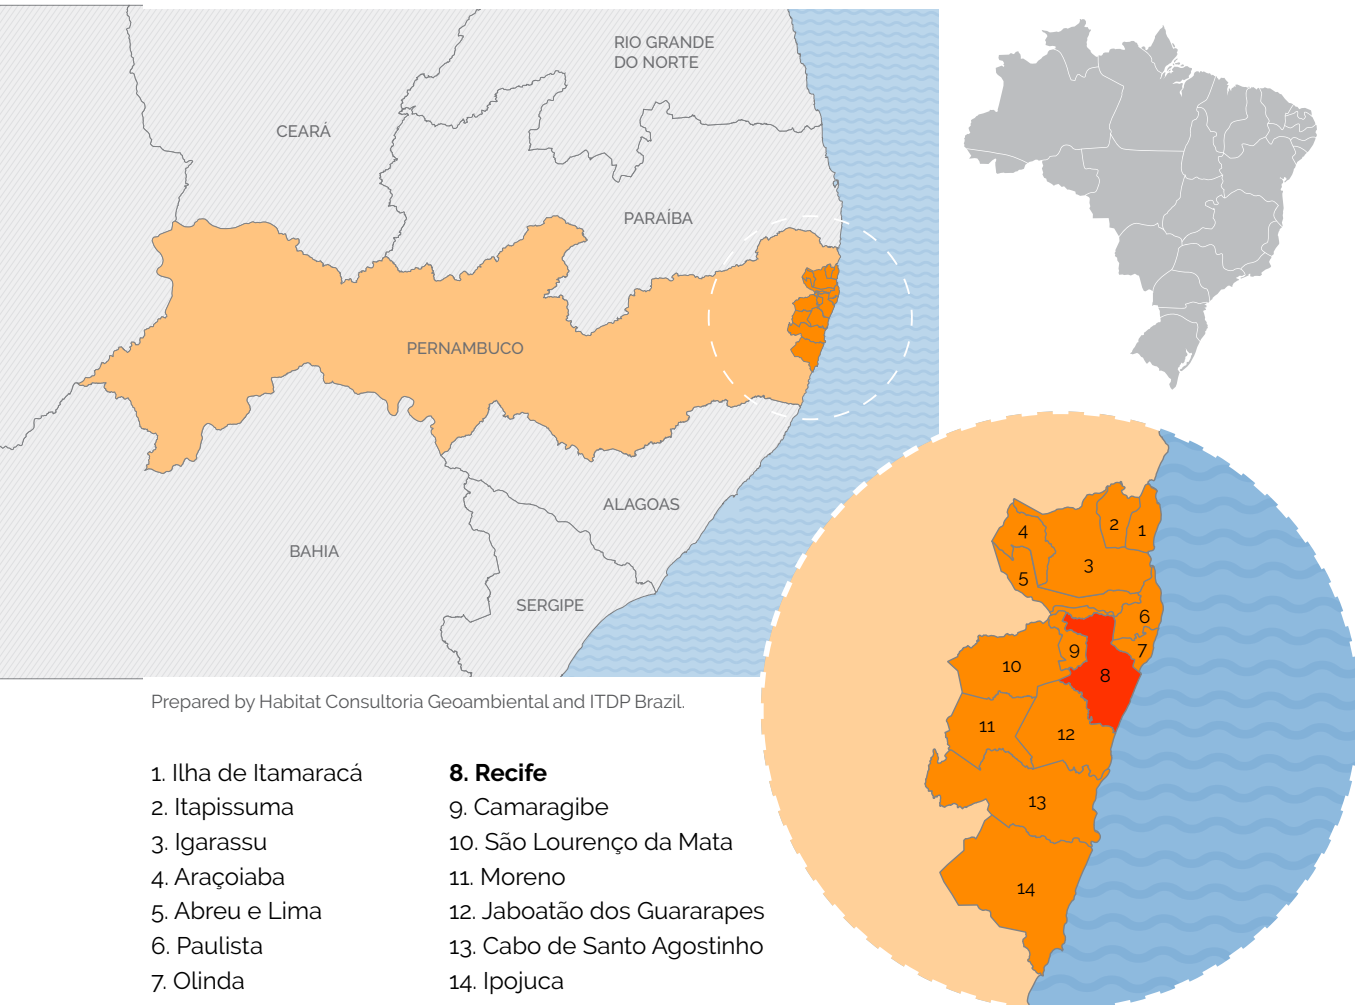 RIO GRANDE
DO NORTE
CEARÁ
PARAÍBA
PERNAMBUCO
ALAGOAS
BAHIA
SERGIPE
Prepared by Habitat Consultoria Geoambiental and ITDP Brazil.
1. Ilha de Itamaracá
2. Itapissuma
3. Igarassu
4. Araçoiaba
5. Abreu e Lima
6. Paulista
7. Olinda
8. Recife
9. Camaragibe
10. São Lourenço da Mata
11. Moreno
12. Jaboatão dos Guararapes
13. Cabo de Santo Agostinho
14. Ipojuca
4
2
1
3
5
6
9
7
10
8
11
12
13
14